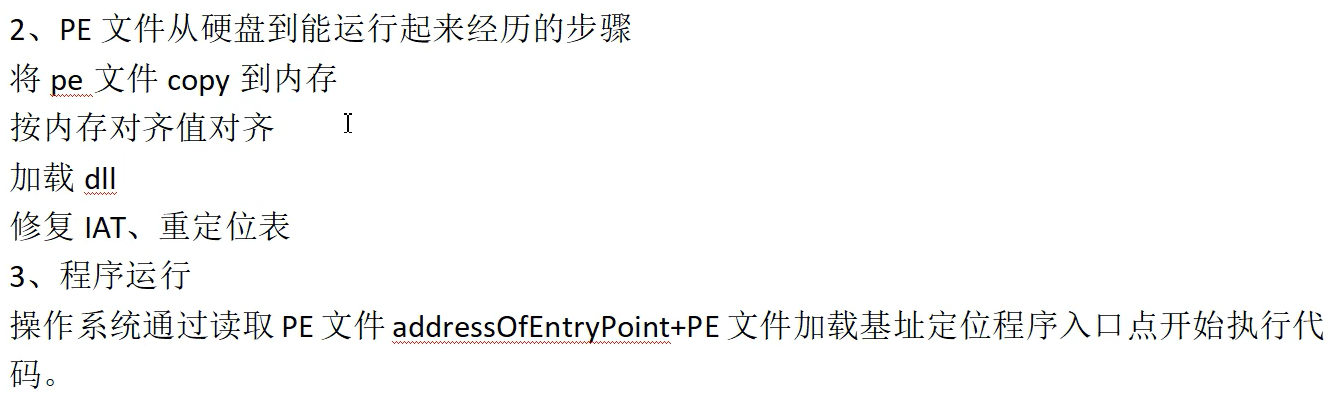 2、PE 文件从硬盘到能运行起来经历的步骤
将 pe 文件 copy 到内存
按内存对齐值对齐
加载 dll
修复 IAT、重定位表
3、程序运行
操作系统通过读取 PE 文件 addressOfEntryPoint+PE 文件加载基址定位程序入口点开始执行代
码。